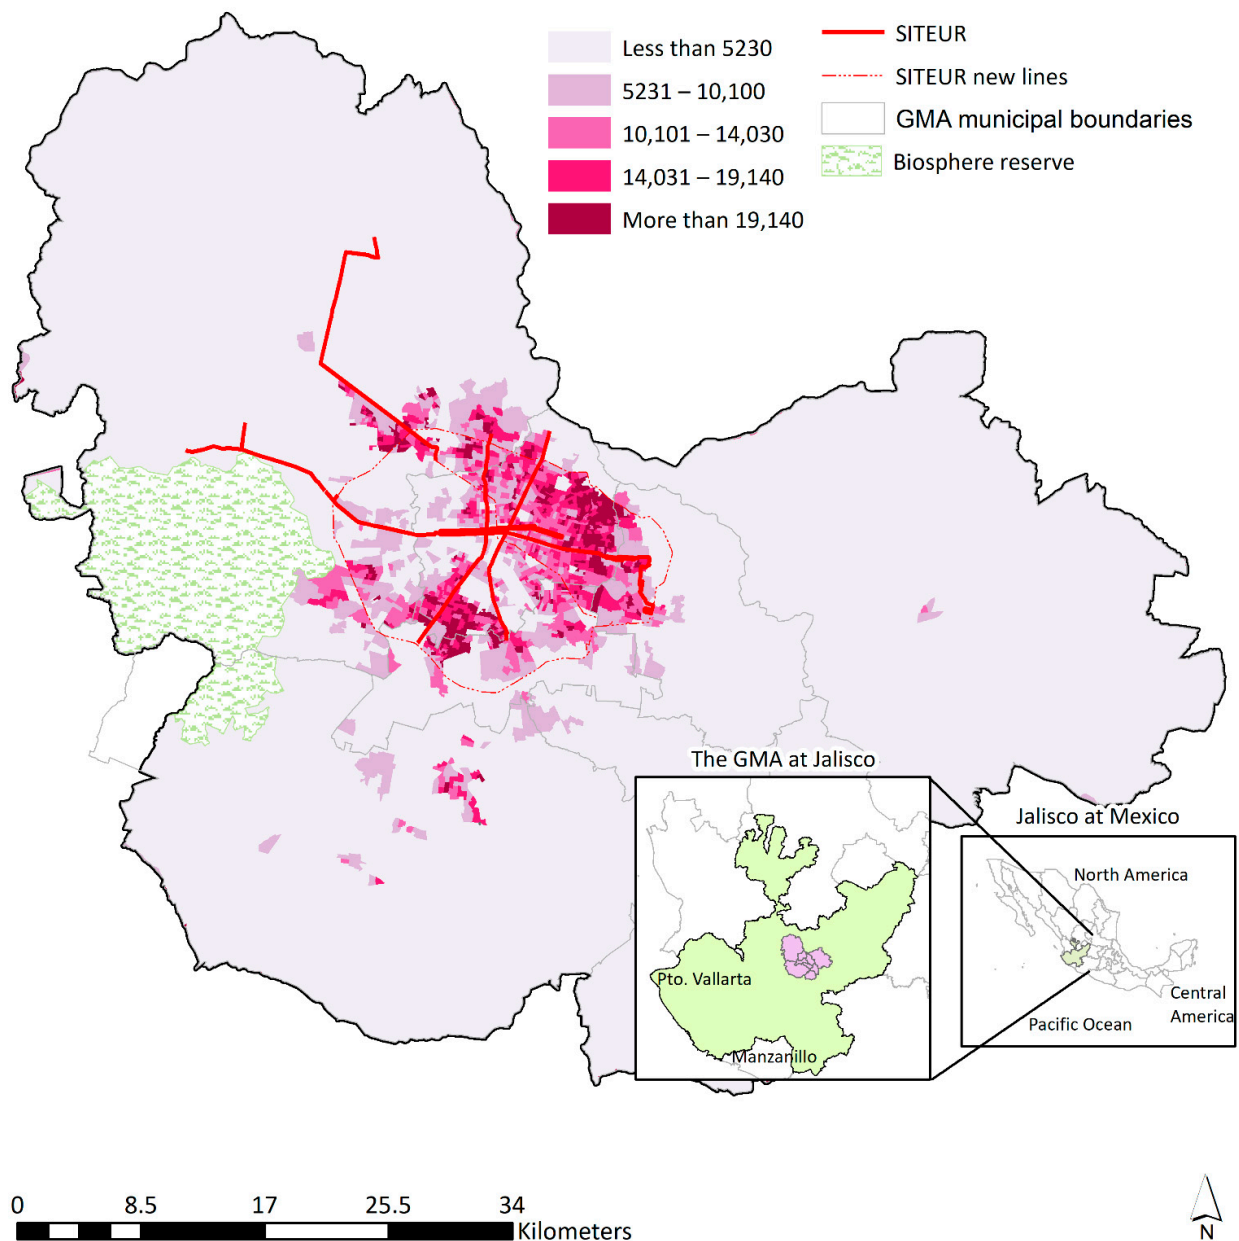 Less than 5230
5231 – 10,100
10,101 – 14,030
14,031 – 19,140
More than 19,140
SITEUR
SITEUR new lines
GMA municipal boundaries
Biosphere reserve
The GMA at Jalisco
Pto. Vallarta
Manzanillo
Jalisco at Mexico
North America
Central
America
Pacific Ocean
0 8.5 17 25.5 34
Kilometers
N